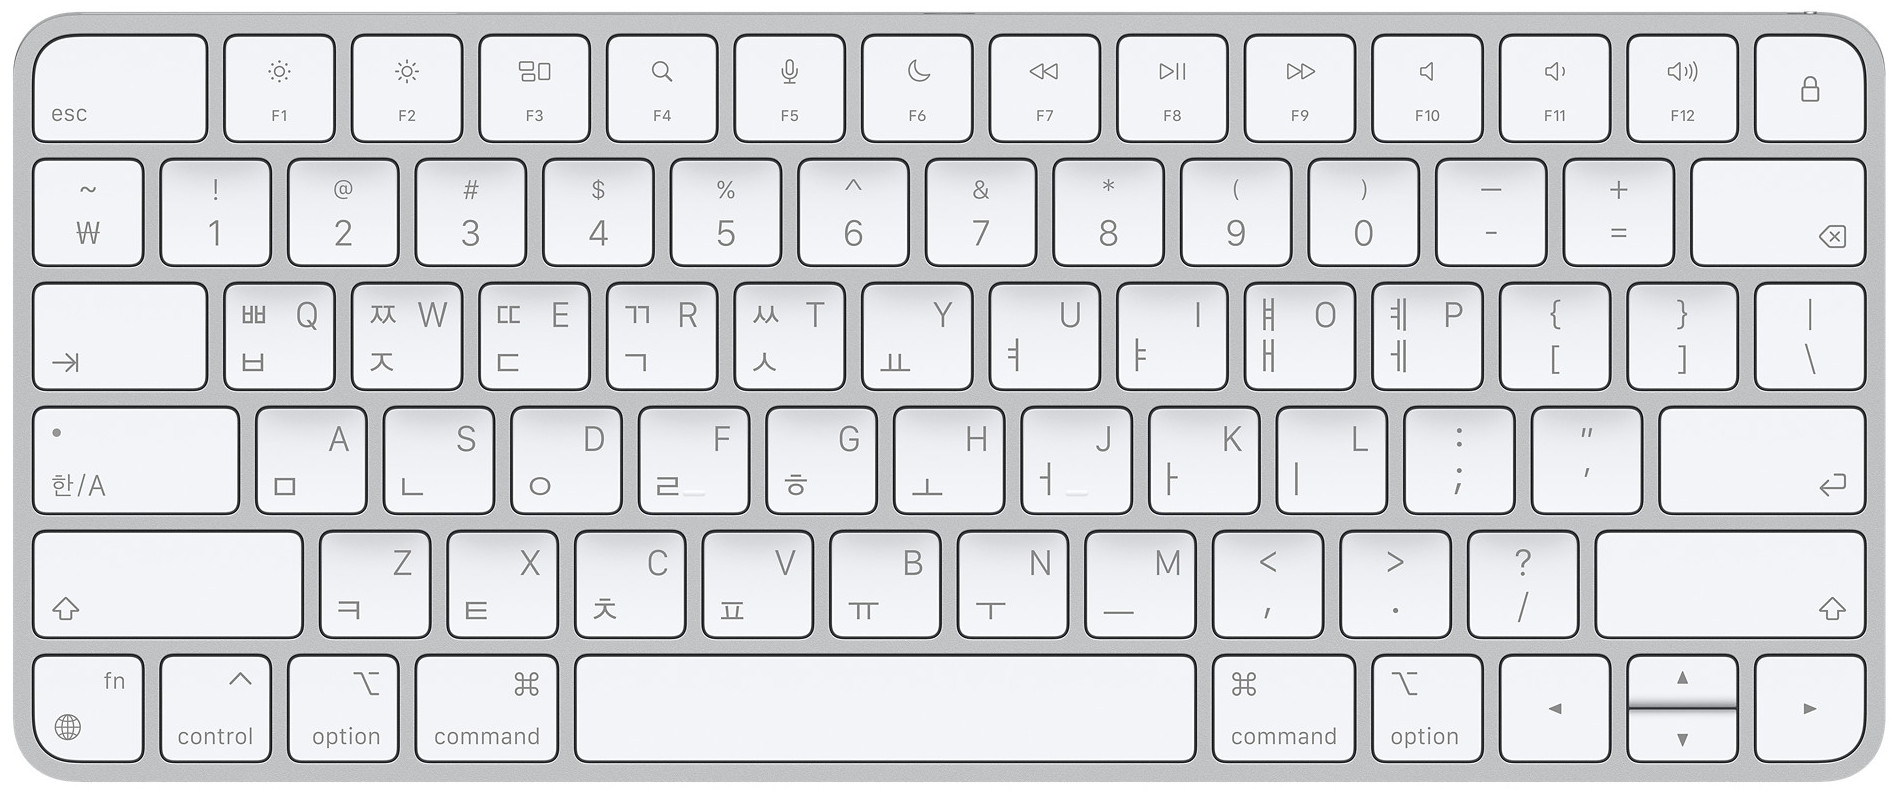 esc F1 F2 F3 F4 F5 F6 F7 F8 F9 F10 F11 F12
~ ! @ # $ % ^ & * ( ) — +
₩ 1 2 3 4 5 6 7 8 9 0 - =
ㅃ Q ㅉ W ㄸ E ㄲ R ㅆ T Y U I ㅒ O ㅖ P { } |
ㅂ ㅈ ㄷ ㄱ ㅅ ㅛ ㅕ ㅑ ㅐ ㅔ [ ] \
• A S D F G H J K L : "
한/A ㅁ ㄴ ㅇ ㄹ ㅎ ㅗ ㅓ ㅏ ㅣ ; '
Z X C V B N M < > ?
ㅋ ㅌ ㅊ ㅍ ㅠ ㅜ ㅡ , . /
fn ^ ⌥ ⌘ ⌘ ⌥
control option command command option